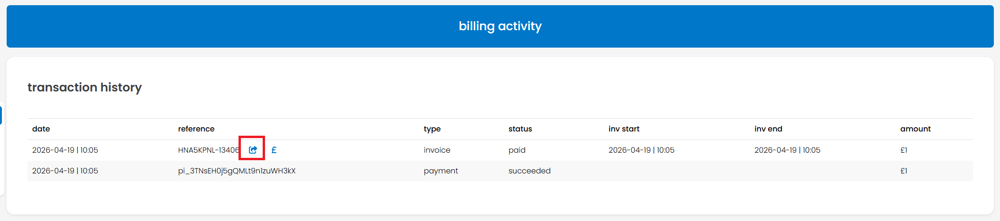 billing activity
transaction history
date reference type status inv start inv end amount
2026-04-19 | 10:05 HNA5KPNL-13406 £ invoice paid 2026-04-19 | 10:05 2026-04-19 | 10:05 £1
2026-04-19 | 10:05 pi_3TNsEH0j5gQMLt9n1zuWH3kX payment succeeded £1